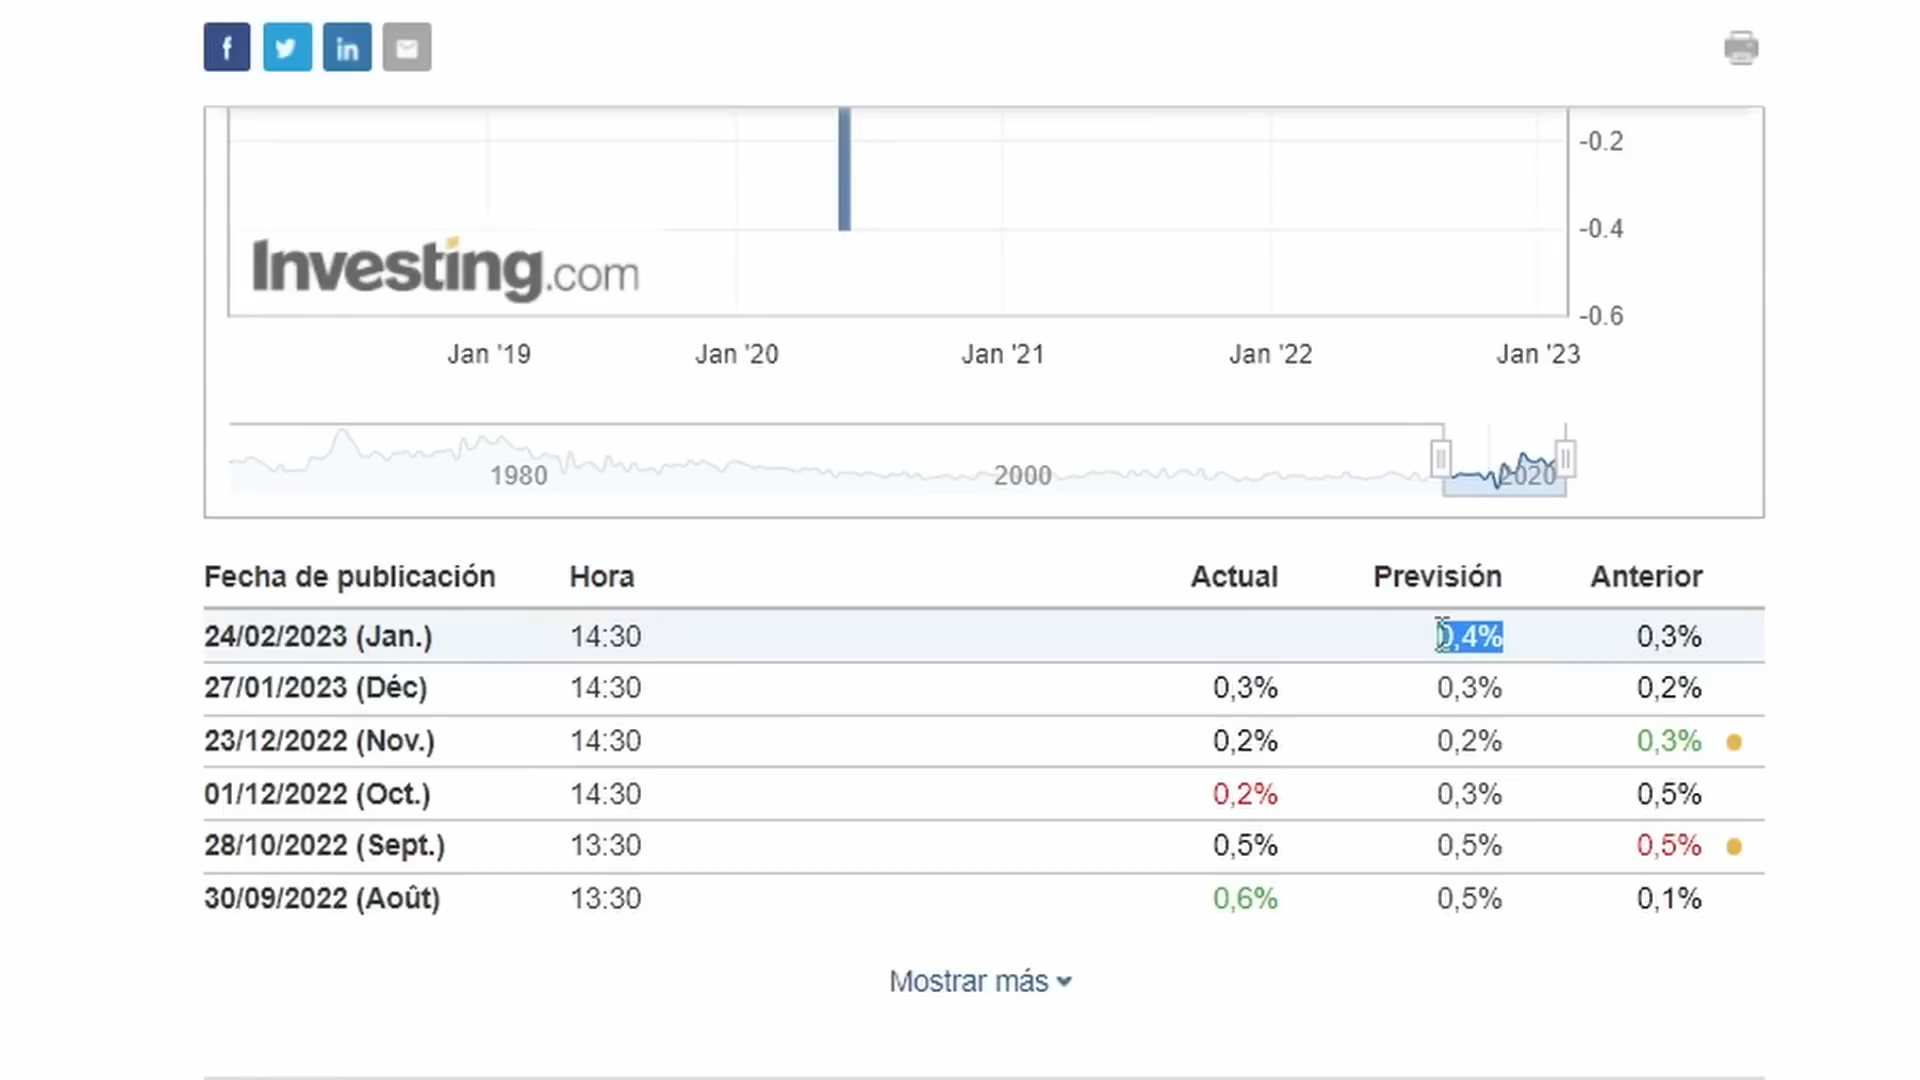 f in
-0.2
-0.4
Investing.com
-0.6
Jan '19 Jan '20 Jan '21 Jan '22 Jan '23
1980 2000 2020
Fecha de publicación Hora Actual Previsión Anterior
24/02/2023 (Jan.) 14:30 0,4% 0,3%
27/01/2023 (Déc) 14:30 0,3% 0,3% 0,2%
23/12/2022 (Nov.) 14:30 0,2% 0,2% 0,3%
01/12/2022 (Oct.) 14:30 0,2% 0,3% 0,5%
28/10/2022 (Sept.) 13:30 0,5% 0,5% 0,5%
30/09/2022 (Août) 13:30 0,6% 0,5% 0,1%
Mostrar más